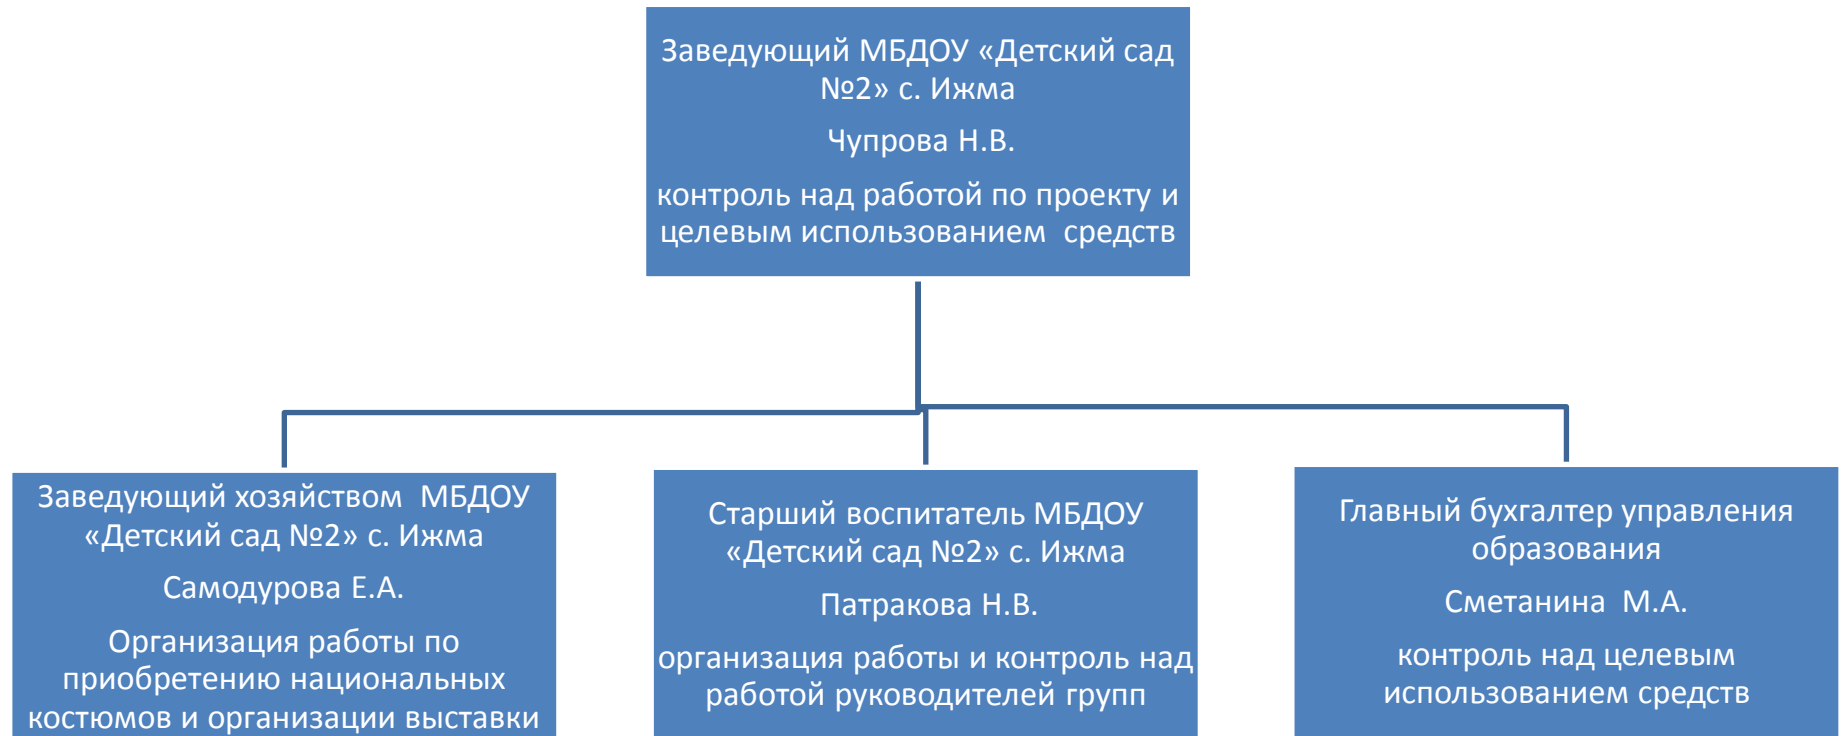 Заведующий МБДОУ «Детский сад
№2» с. Ижма
Чупрова Н.В.
контроль над работой по проекту и
целевым использованием средств
Заведующий хозяйством МБДОУ
«Детский сад №2» с. Ижма
Самодурова Е.А.
Организация работы по
приобретению национальных
костюмов и организации выставки
Старший воспитатель МБДОУ
«Детский сад №2» с. Ижма
Патракова Н.В.
организация работы и контроль над
работой руководителей групп
Главный бухгалтер управления
образования
Сметанина М.А.
контроль над целевым
использованием средств